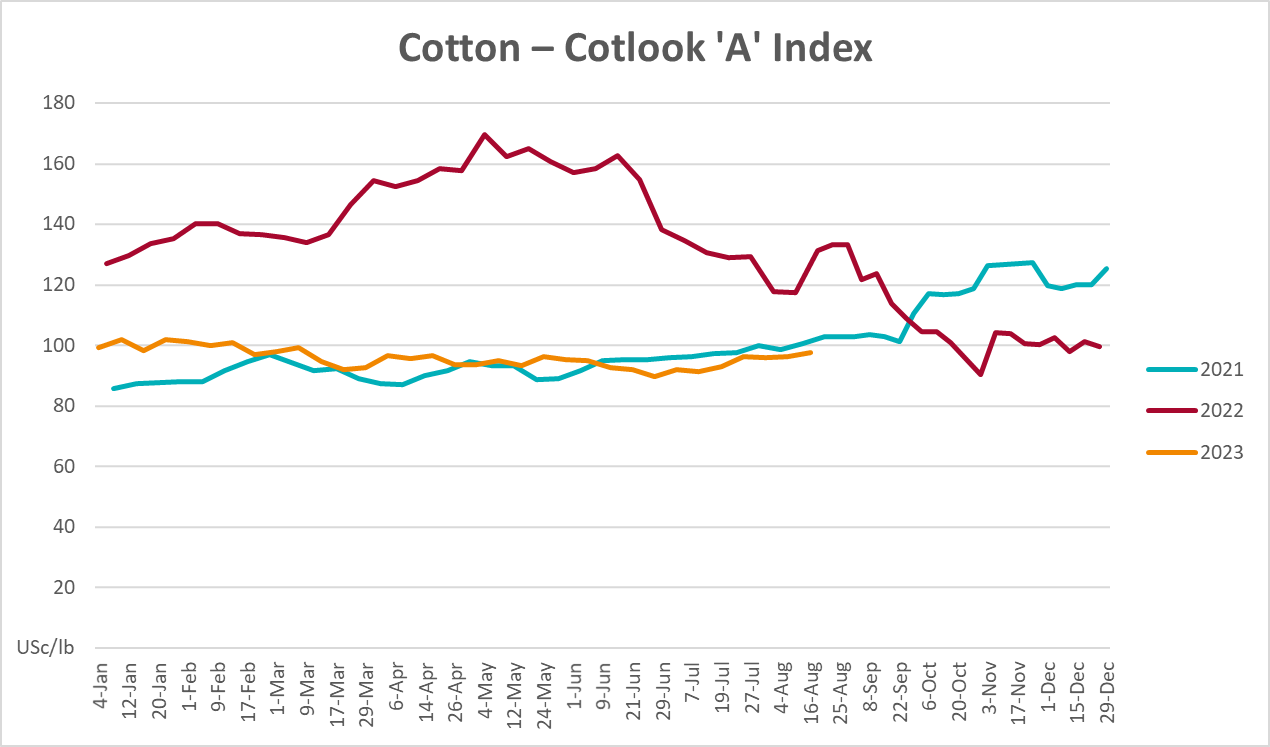 Cotton – Cotlook 'A' Index
180
160
140
120
100
80
60
40
20
USc/lb
4-Jan
12-Jan
20-Jan
1-Feb
9-Feb
17-Feb
1-Mar
9-Mar
17-Mar
29-Mar
6-Apr
14-Apr
26-Apr
4-May
12-May
24-May
1-Jun
9-Jun
21-Jun
29-Jun
7-Jul
19-Jul
27-Jul
4-Aug
16-Aug
25-Aug
8-Sep
22-Sep
6-Oct
20-Oct
3-Nov
17-Nov
1-Dec
15-Dec
29-Dec
2021
2022
2023